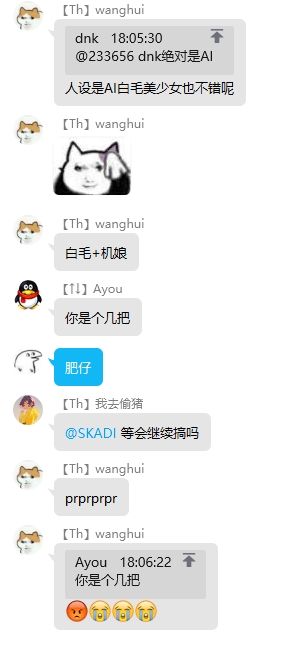 【Th】wanghui
dnk 18:05:30
@233656 dnk绝对是AI
人设是AI白毛美少女也不错呢
【Th】wanghui
【Th】wanghui
白毛+机娘
【↑↓】Ayou
你是个几把
肥仔
【Th】我去偷猪
@SKADI 等会继续搞吗
【Th】wanghui
prprprpr
【Th】wanghui
Ayou 18:06:22
你是个几把
😡😭😭😭